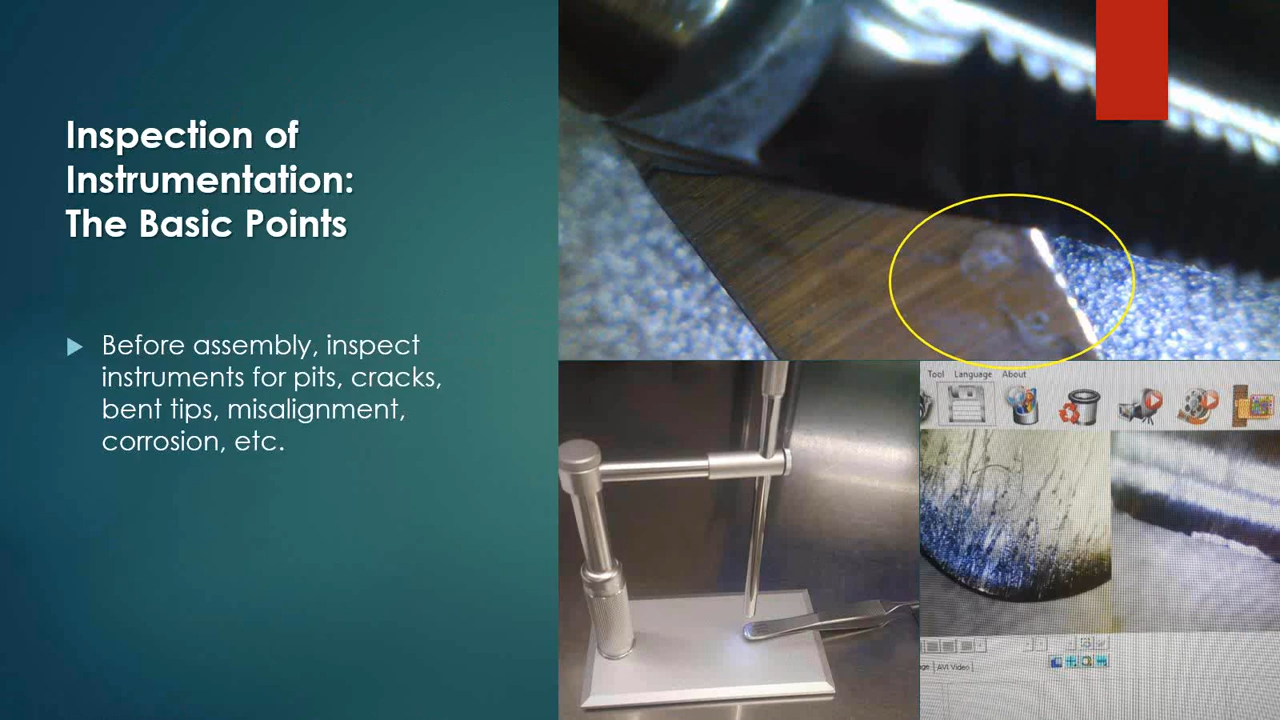 Inspection of
Instrumentation:
The Basic Points
Before assembly, inspect
instruments for pits, cracks,
bent tips, misalignment,
corrosion, etc.
Tool Language About
AVI Video